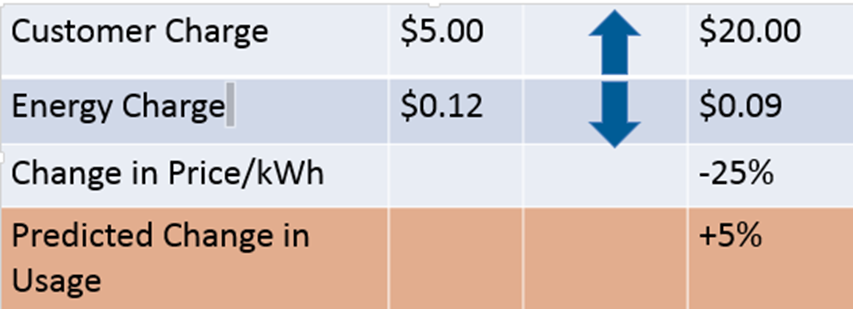 Customer Charge $5.00 $20.00
Energy Charge $0.12 $0.09
Change in Price/kWh -25%
Predicted Change in +5%
Usage